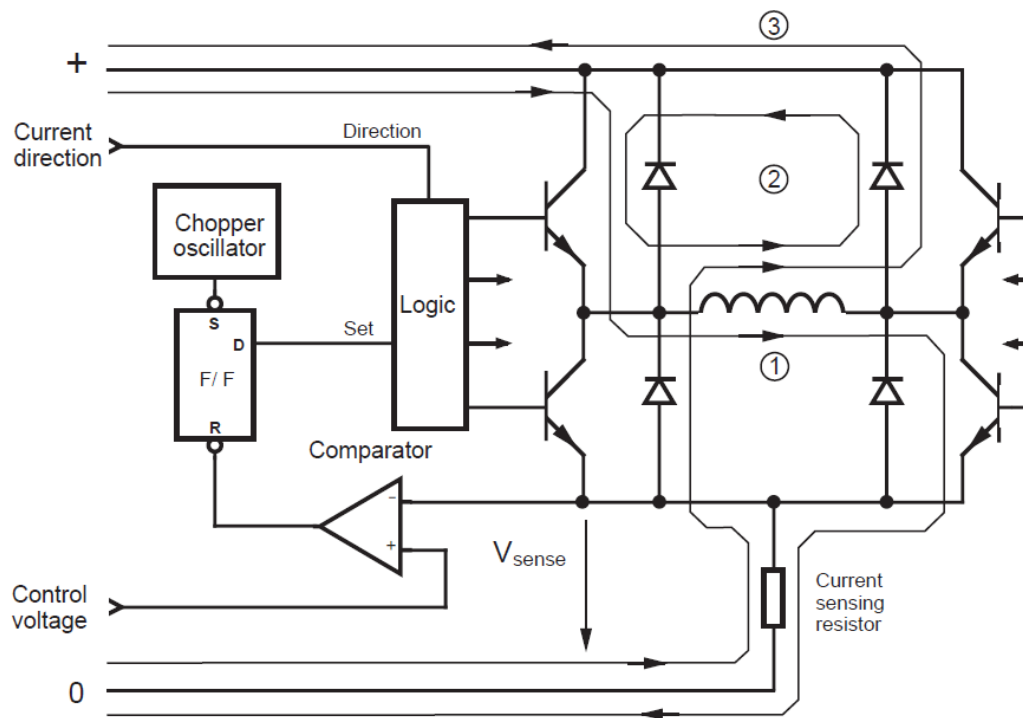 ③
+
Current
direction
Direction
②
Chopper
oscillator
Logic
S
D
Set
F/ F
R
①
Comparator
−
+
Vsense
Control
voltage
Current
sensing
resistor
0